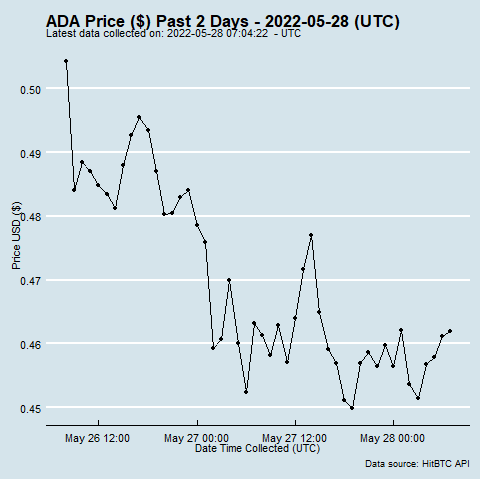 ADA Price ($) Past 2 Days - 2022-05-28 (UTC)
Latest data collected on: 2022-05-28 07:04:22  - UTC
0.50
0.49
0.48
0.47
0.46
0.45
Price USD ($)
May 26 12:00 May 27 00:00 May 27 12:00 May 28 00:00
Date Time Collected (UTC)
Data source: HitBTC API